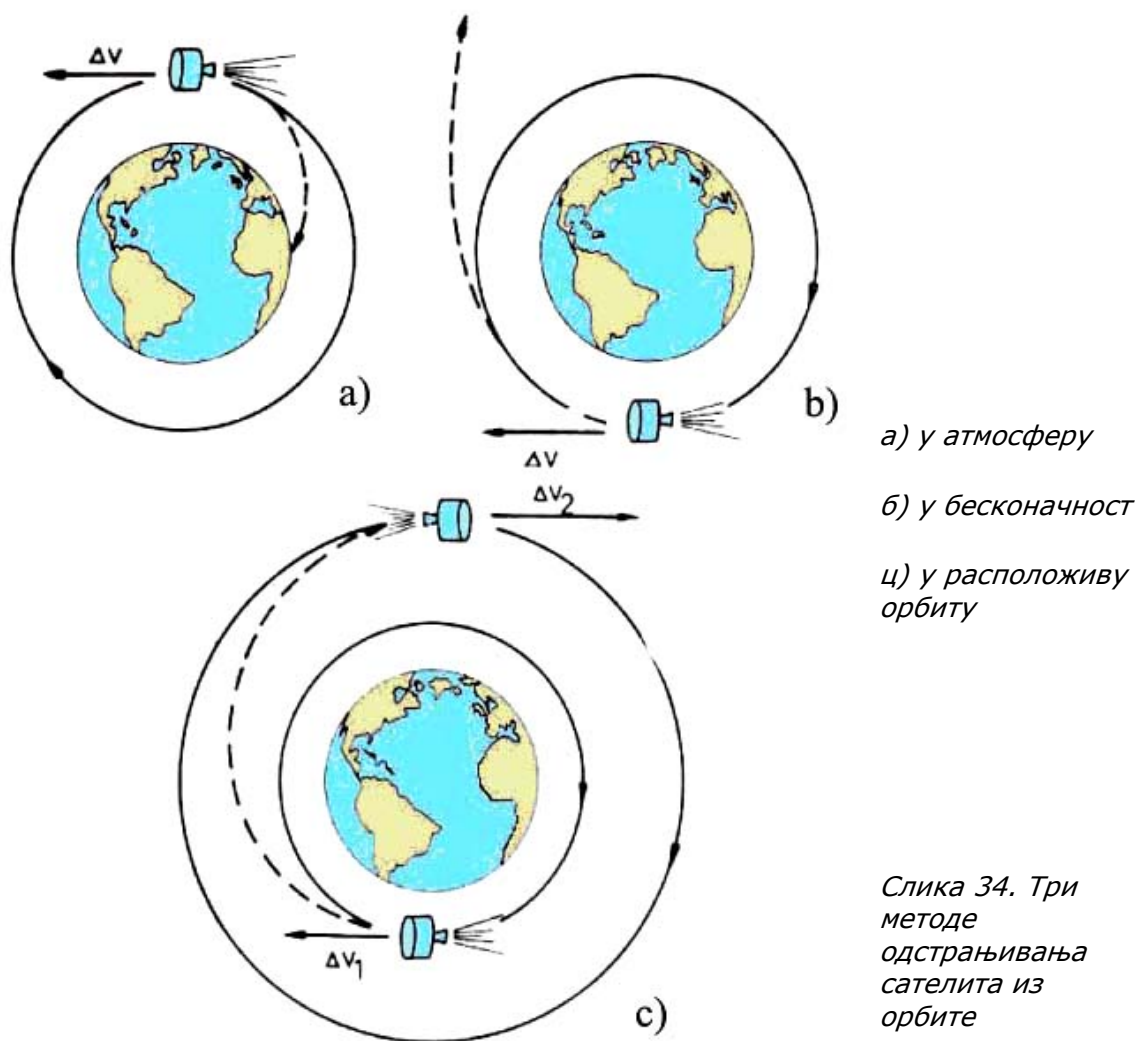 ΔV
a)
b)
ΔV
ΔV₂
ΔV₁
c)
а) у атмосферу
б) у бесконачност
ц) у расположиву
орбиту
Слика 34. Три
методе
одстрањивања
сателита из
орбите